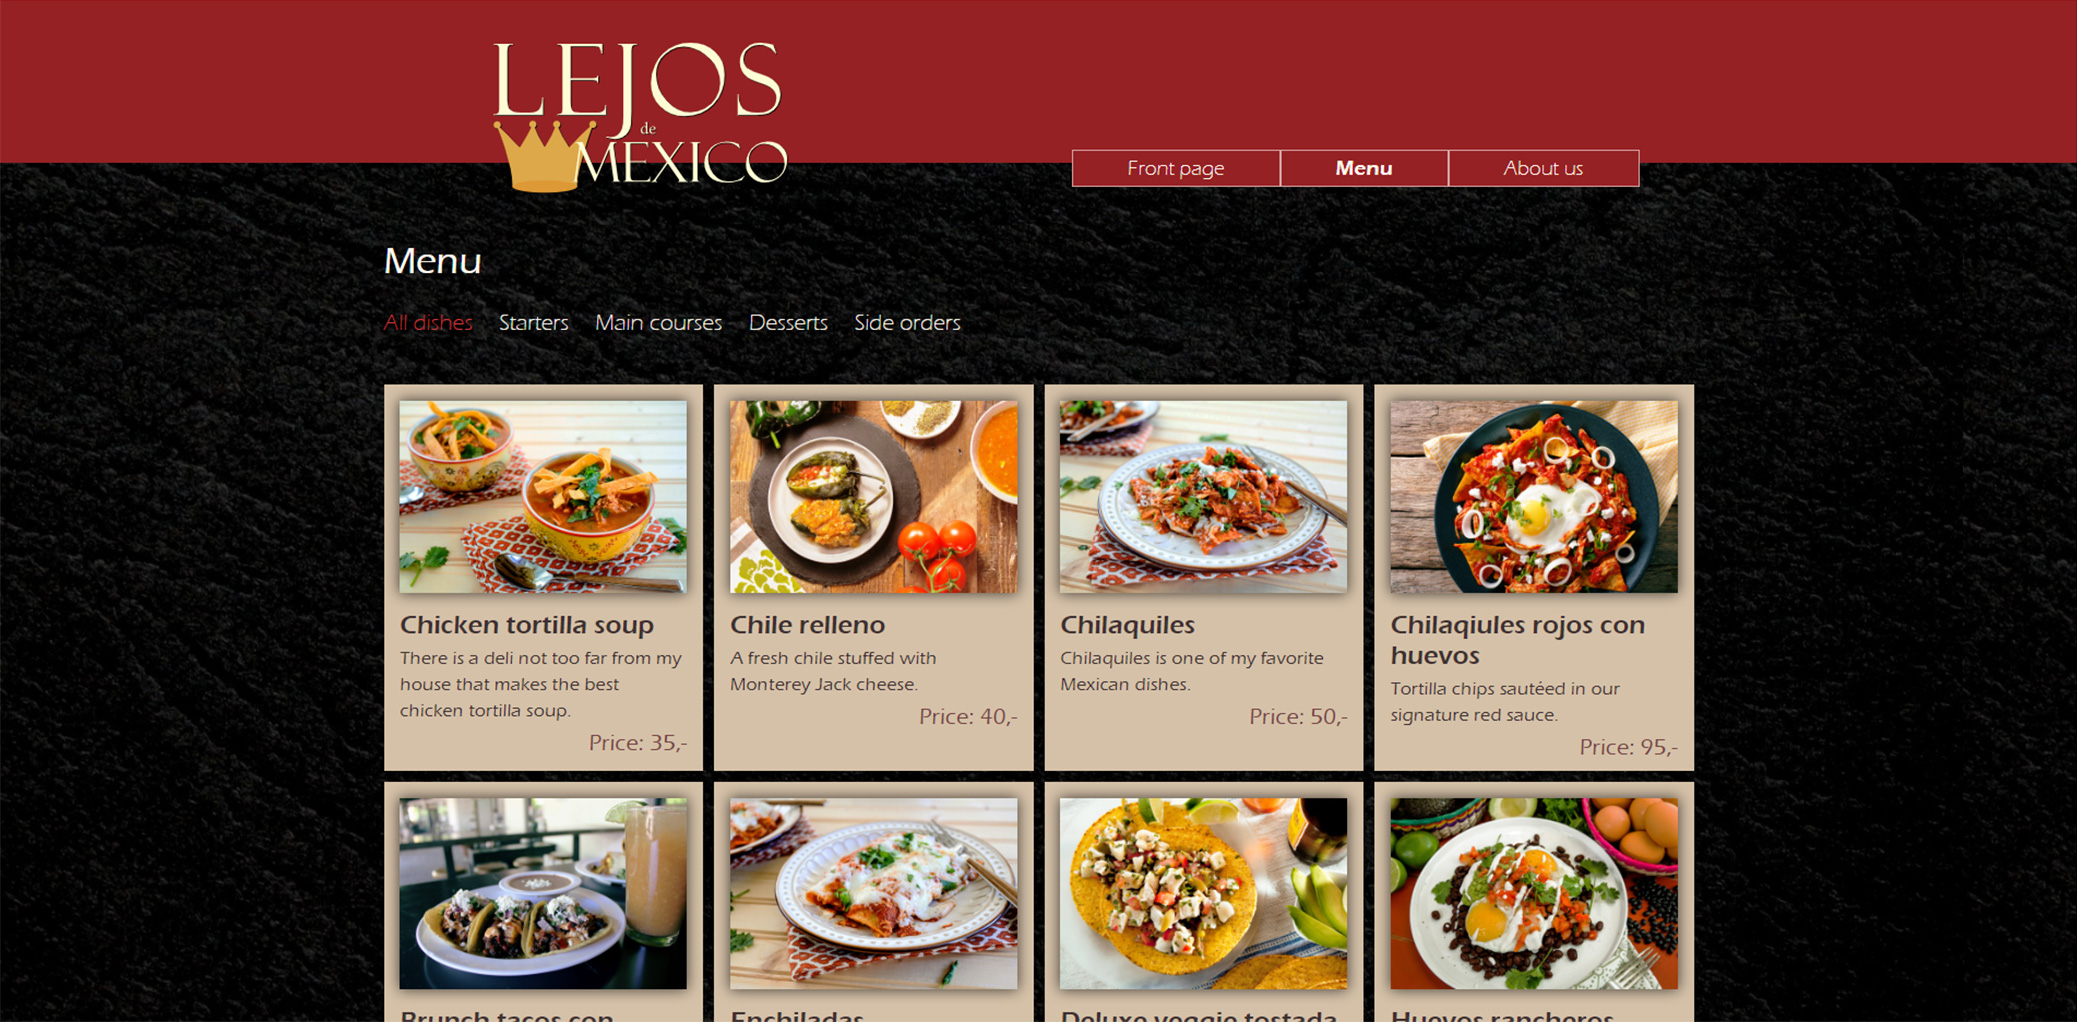 LEJOS
de
MEXICO
Front page
Menu
About us
Menu
All dishes
Starters
Main courses
Desserts
Side orders
Chicken tortilla soup
There is a deli not too far from my
house that makes the best
chicken tortilla soup.
Price: 35,-
Chile relleno
A fresh chile stuffed with
Monterey Jack cheese.
Price: 40,-
Chilaquiles
Chilaquiles is one of my favorite
Mexican dishes.
Price: 50,-
Chilaqiules rojos con
huevos
Tortilla chips sautéed in our
signature red sauce.
Price: 95,-
Brunch tacos con
Enchiladas
Deluxe veggie tostada
Huevos rancheros